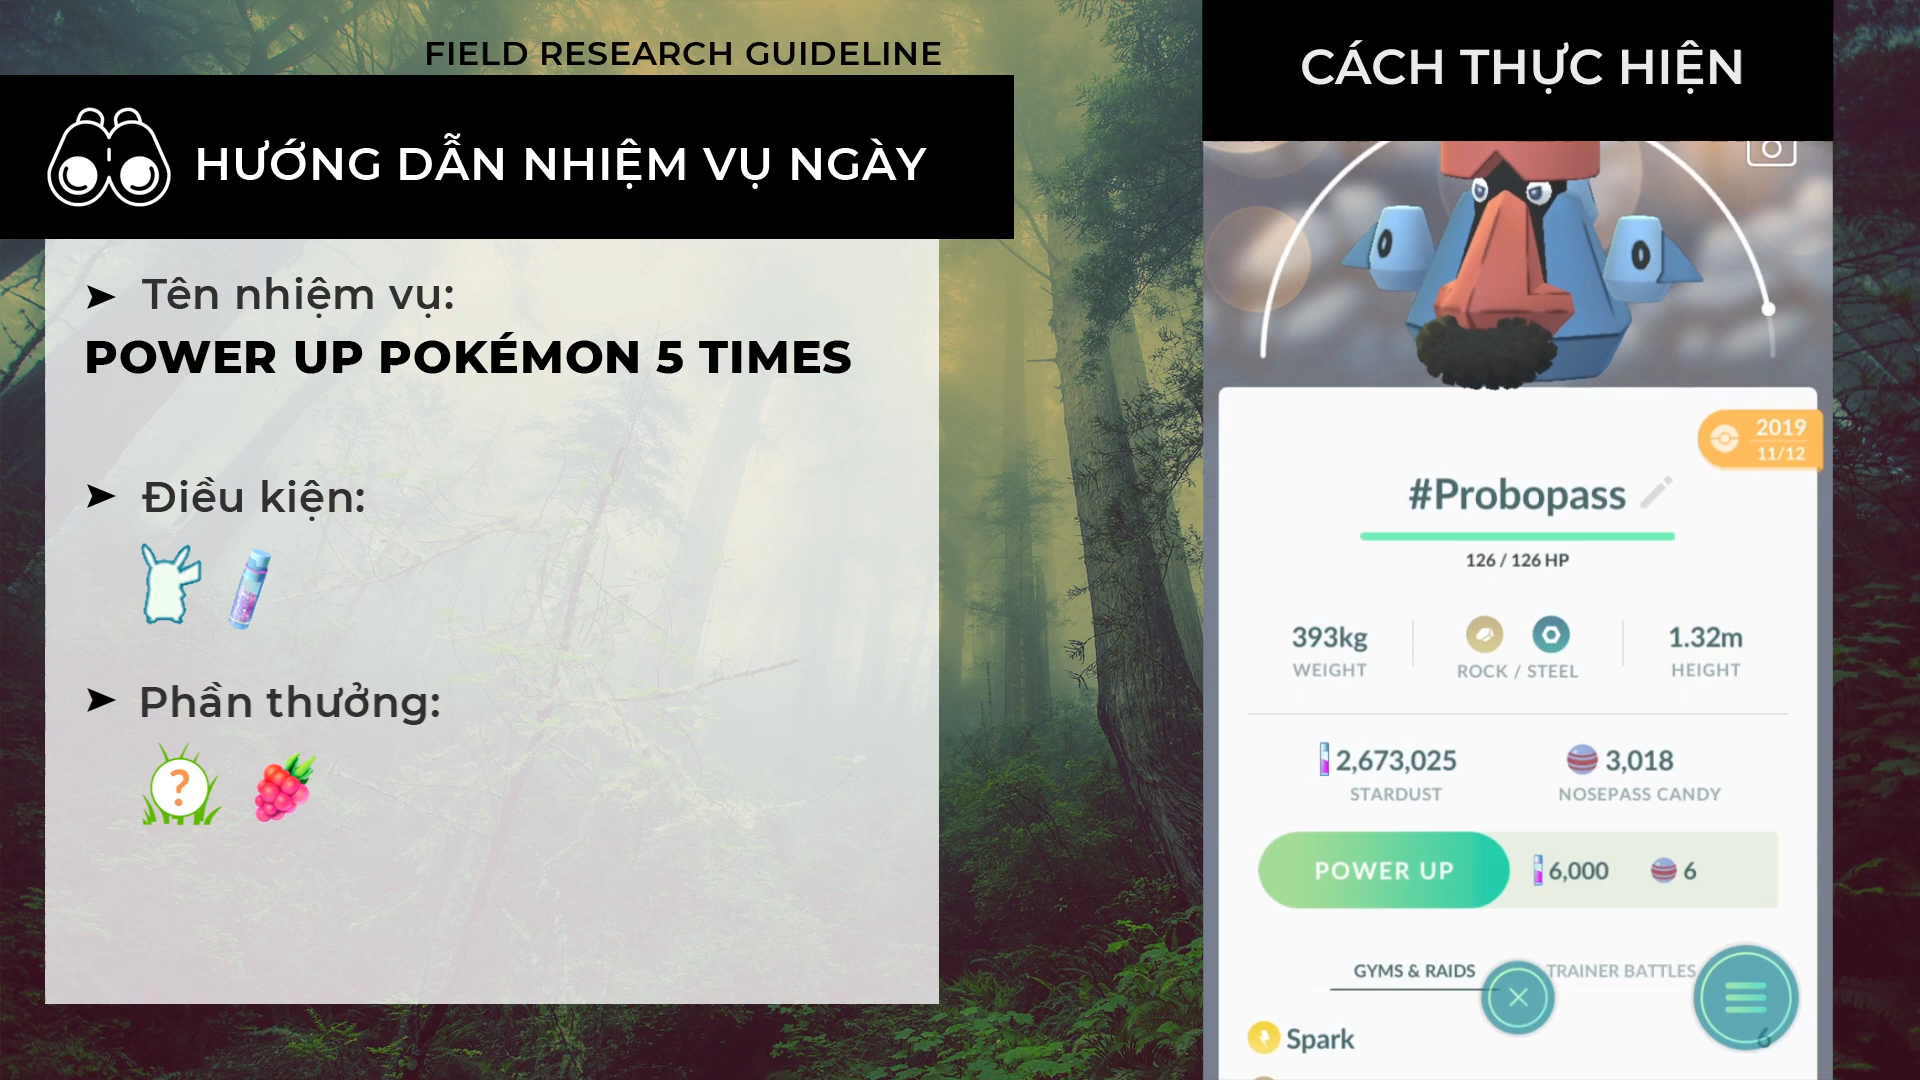 FIELD RESEARCH GUIDELINE
HƯỚNG DẪN NHIỆM VỤ NGÀY
➤ Tên nhiệm vụ:
POWER UP POKÉMON 5 TIMES
➤ Điều kiện:
➤ Phần thưởng:
?
CÁCH THỰC HIỆN
2019
11/12
#Probopass
126 / 126 HP
393kg
WEIGHT
ROCK / STEEL
1.32m
HEIGHT
2,673,025
STARDUST
3,018
NOSEPASS CANDY
POWER UP 6,000 6
GYMS & RAIDS TRAINER BATTLES
Spark 6